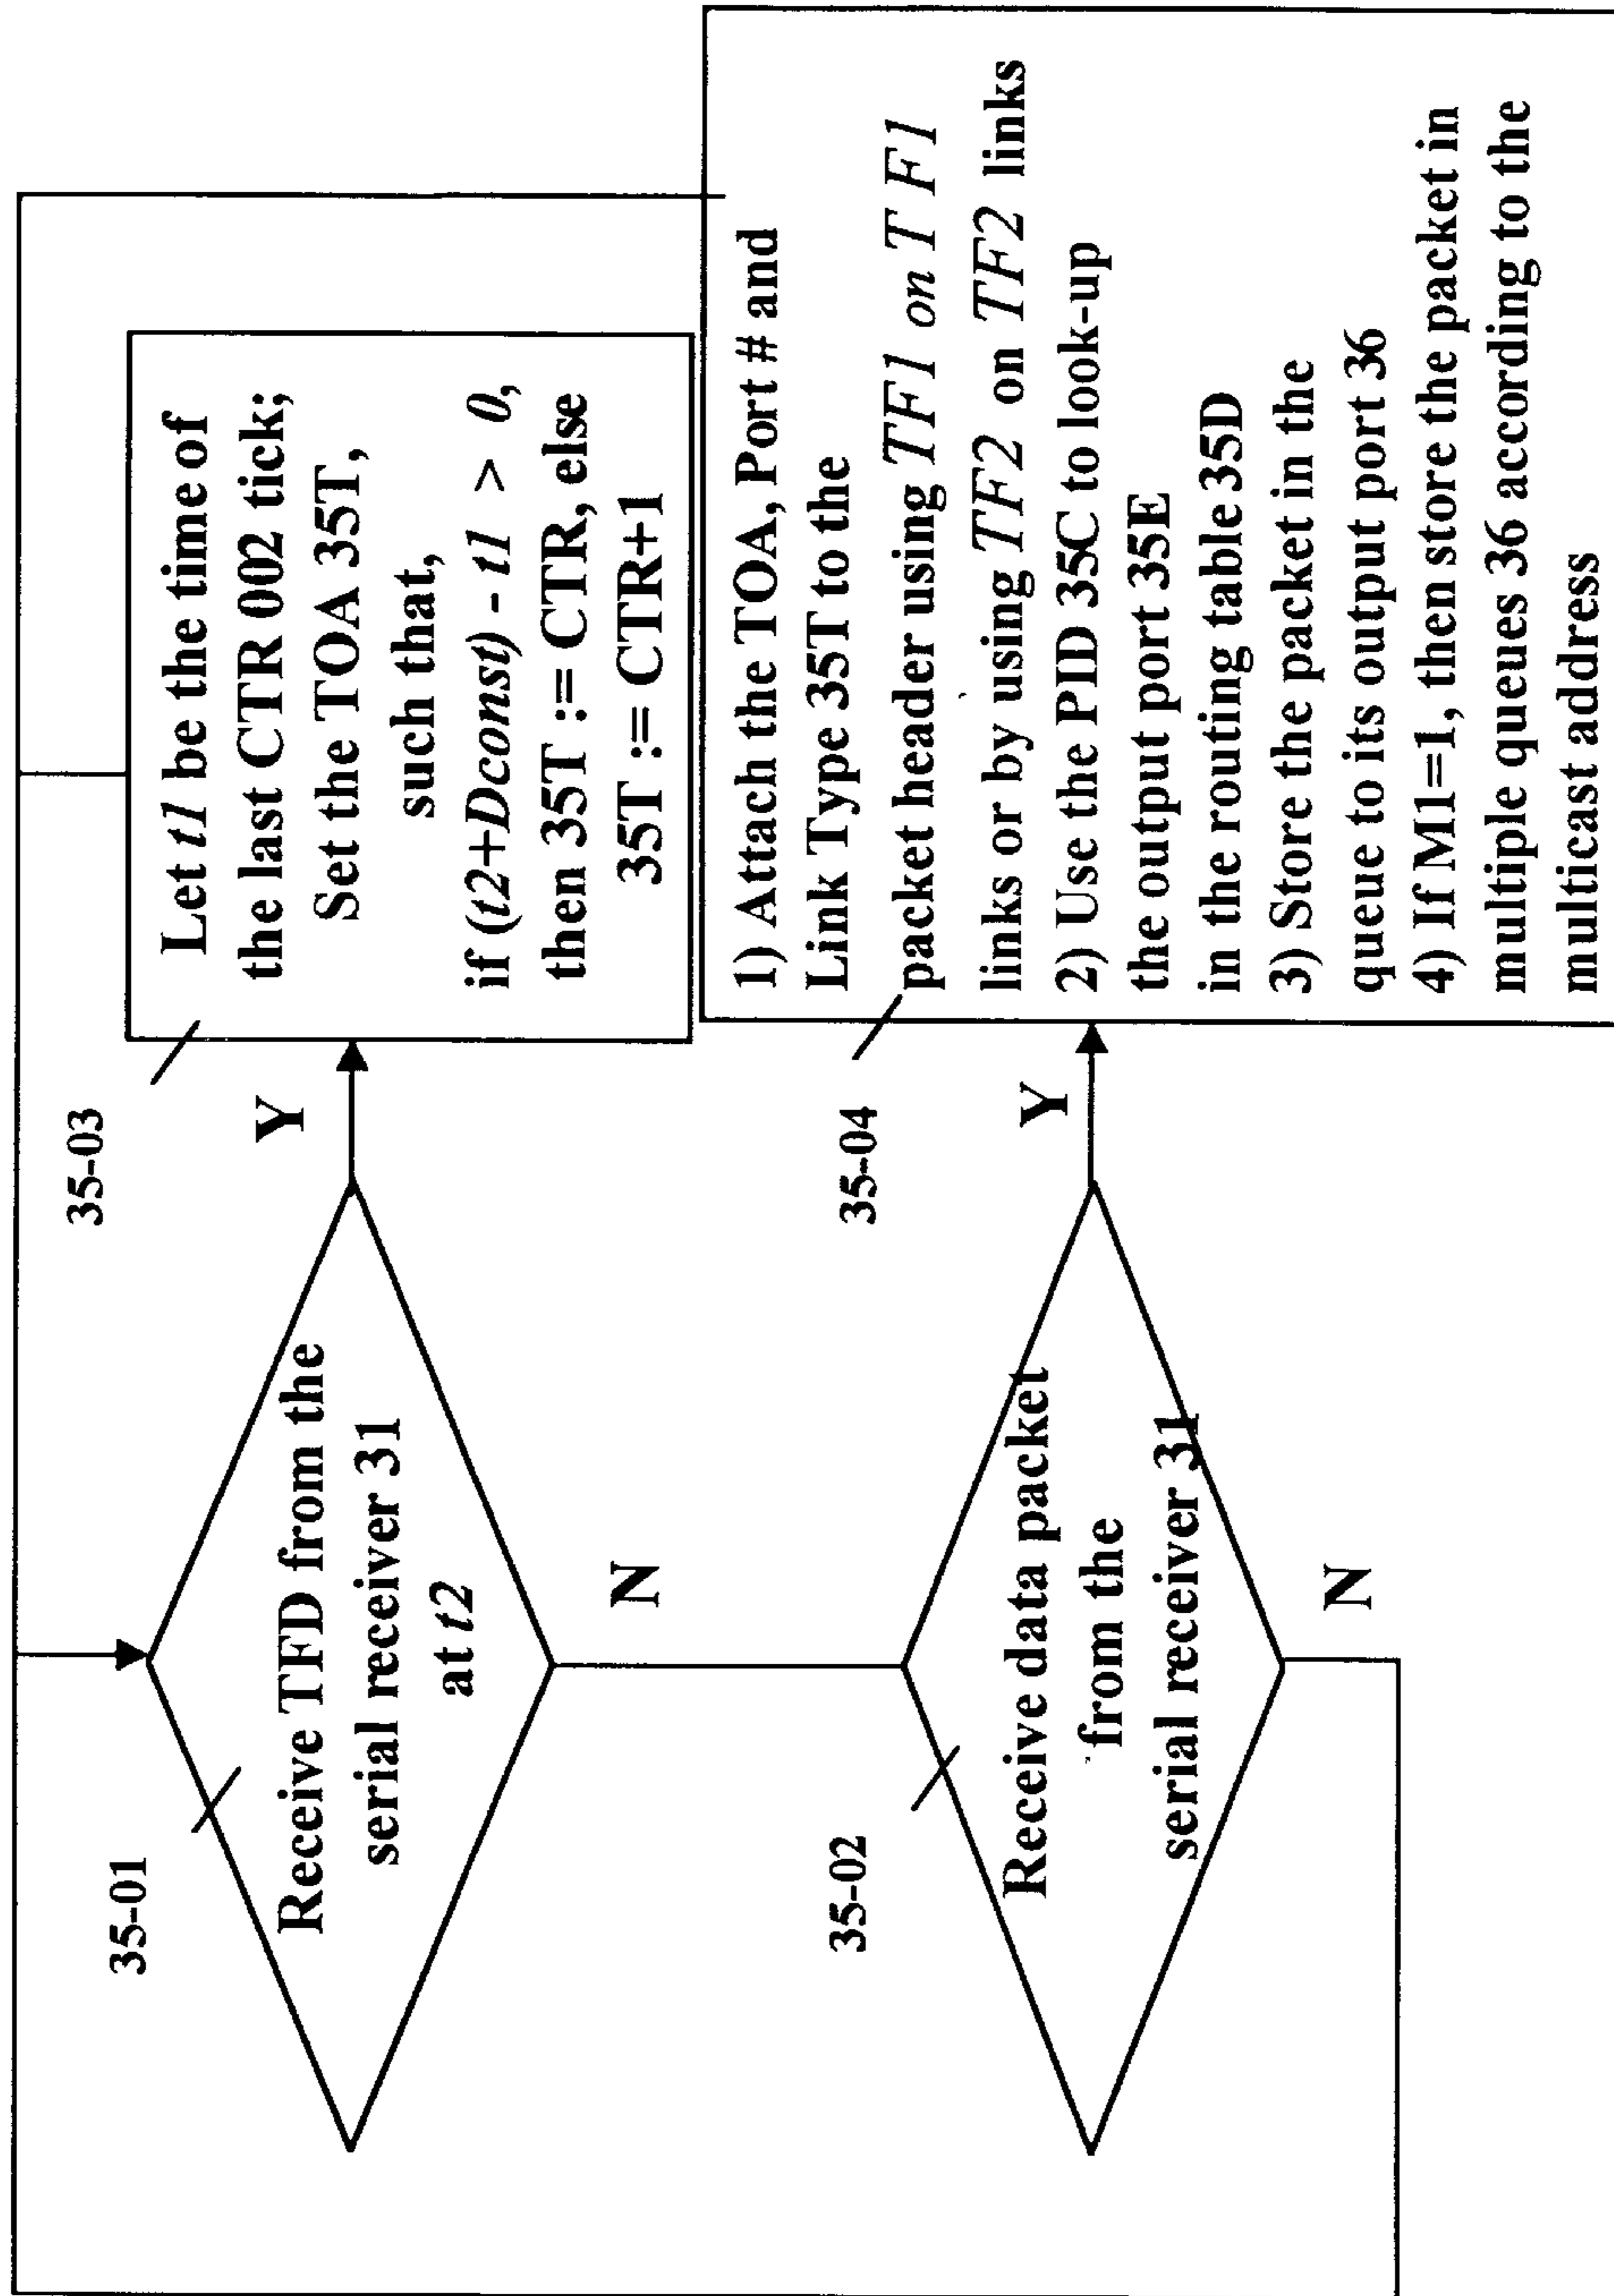 35-01
Receive TFD from the
serial receiver 31
at t2
Y
N
35-03
Let t1 be the time of
the last CTR 002 tick;
Set the TOA 35T,
such that,
if (t2+Dconst) - t1 > 0,
then 35T := CTR, else
35T := CTR+1
35-02
Receive data packet
from the
serial receiver 31
Y
N
35-04
1) Attach the TOA, Port # and
Link Type 35T to the
packet header using TF1 on T F1
links or by using TF2 on TF2 links
2) Use the PID 35C to look-up
the output port 35E
in the routing table 35D
3) Store the packet in the
queue to its output port 36
4) If M1=1, then store the packet in
multiple queues 36 according to the
multicast address